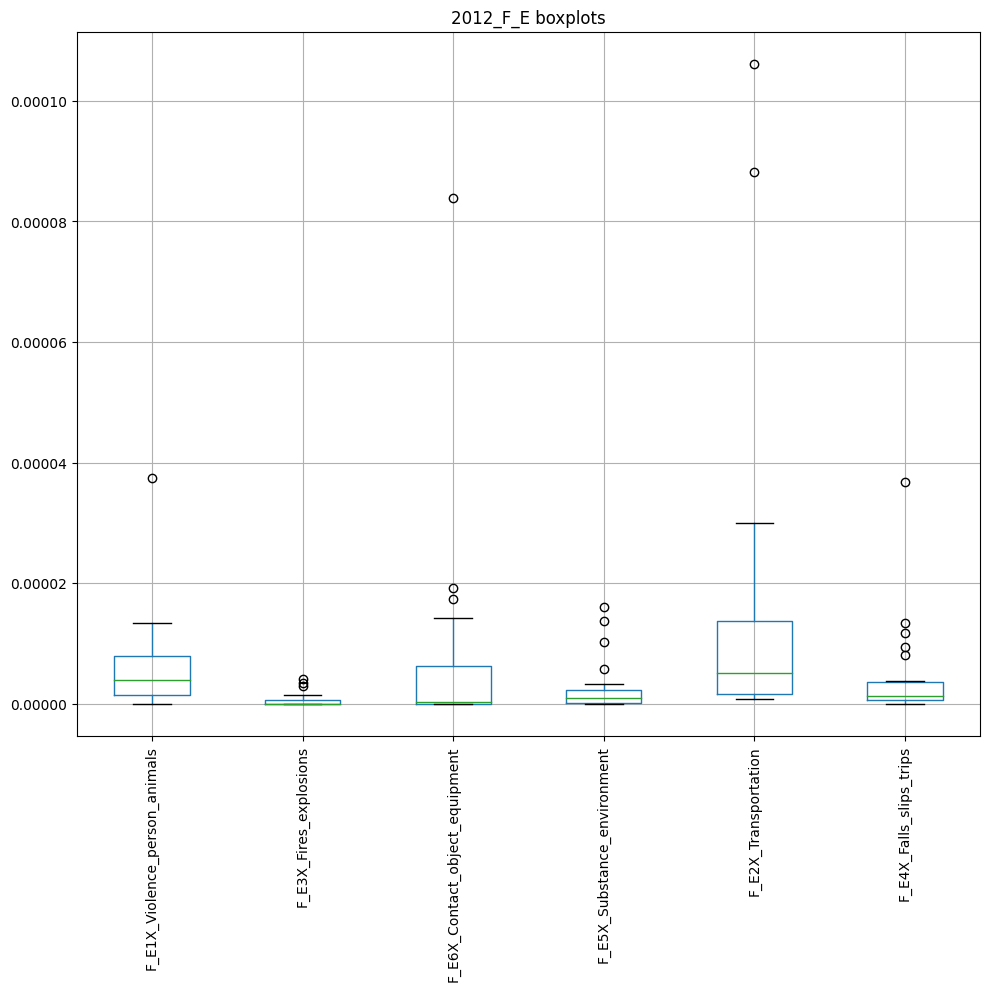 2012_F_E boxplots
0.00010
0.00008
0.00006
0.00004
0.00002
0.00000
F_E1X_Violence_person_animals
F_E3X_Fires_explosions
F_E6X_Contact_object_equipment
F_E5X_Substance_environment
F_E2X_Transportation
F_E4X_Falls_slips_trips